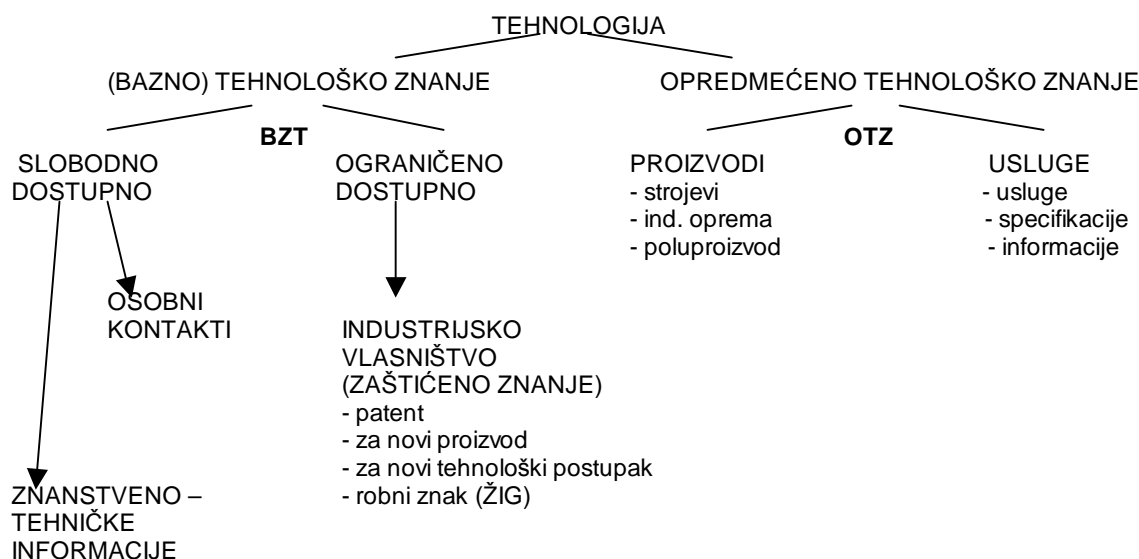 TEHNOLOGIJA
(BAZNO) TEHNOLOŠKO ZNANJE
OPREDMEĆENO TEHNOLOŠKO ZNANJE
BZT
OTZ
SLOBODNO
DOSTUPNO
OGRANIČENO
DOSTUPNO
PROIZVODI
- strojevi
- ind. oprema
- poluproizvod
USLUGE
- usluge
- specifikacije
- informacije
OSOBNI
KONTAKTI
INDUSTRIJSKO
VLASNIŠTVO
(ZAŠTIĆENO ZNANJE)
- patent
- za novi proizvod
- za novi tehnološki postupak
- robni znak (ŽIG)
ZNANSTVENO –
TEHNIČKE
INFORMACIJE